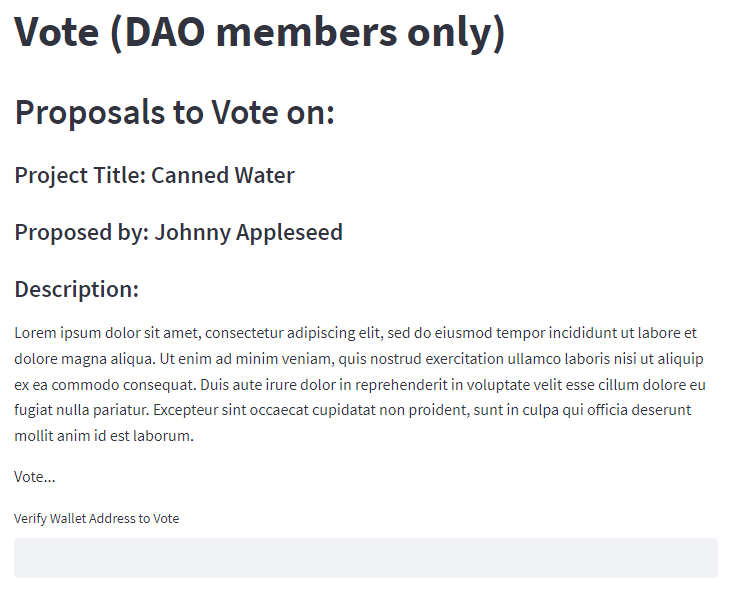 Vote (DAO members only)
Proposals to Vote on:
Project Title: Canned Water
Proposed by: Johnny Appleseed
Description:
Lorem ipsum dolor sit amet, consectetur adipiscing elit, sed do eiusmod tempor incididunt ut labore et
dolore magna aliqua. Ut enim ad minim veniam, quis nostrud exercitation ullamco laboris nisi ut aliquip
ex ea commodo consequat. Duis aute irure dolor in reprehenderit in voluptate velit esse cillum dolore eu
fugiat nulla pariatur. Excepteur sint occaecat cupidatat non proident, sunt in culpa qui officia deserunt
mollit anim id est laborum.
Vote...
Verify Wallet Address to Vote